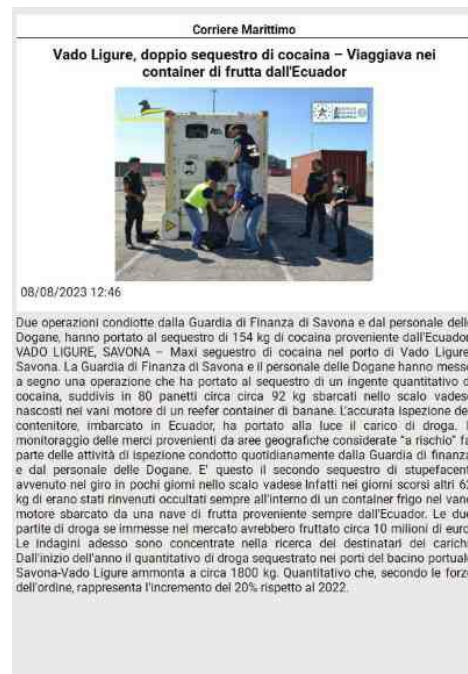 Corriere Marittimo
Vado Ligure, doppio sequestro di cocaina – Viaggiava nei
container di frutta dall'Ecuador
08/08/2023 12:46
Due operazioni condiotte dalla Guardia di Finanza di Savona e dal personale dell
Dogane, hanno portato al sequestro di 154 kg di cocaina proveniente dall'Ecuador
VADO LIGURE, SAVONA – Maxi seguestro di cocaina nel porto di Vado Ligure
Savona. La Guardia di Finanza di Savona e il personale delle Dogane hanno messo
a segno una operazione che ha portato al sequestro di un ingente quantitativo d
cocaina, suddivis in 80 panetti circa circa 92 kg sbarcati nello scalo vadese
nascosti nei vani motore di un reefer container di banane. L'accurata ispezione de
contenitore, imbarcato in Ecuador, ha portato alla luce il carico di droga. I
monitoraggio delle merci provenienti da aree geografiche considerate "a rischio" fa
parte delle attività di ispezione condotto quotidianamente dalla Guardia di finanza
e dal personale delle Dogane. E' questo il secondo sequestro di stupefacent
avvenuto nel giro in pochi giorni nello scalo vadese Infatti nei giorni scorsi altri 62
kg di erano stati rinvenuti occultati sempre all'interno di un container frigo nel vano
motore sbarcato da una nave di frutta proveniente sempre dall'Ecuador. Le due
partite di droga se immesse nel mercato avrebbero fruttato circa 10 milioni di euro
Le indagini adesso sono concentrate nella ricerca dei destinatari dei carichi
Dall'inizio dell'anno il quantitativo di droga sequestrato nei porti del bacino portuale
Savona-Vado Ligure ammonta a circa 1800 kg. Quantitativo che, secondo le forze
dell'ordine, rappresenta l'incremento del 20% rispetto al 2022.